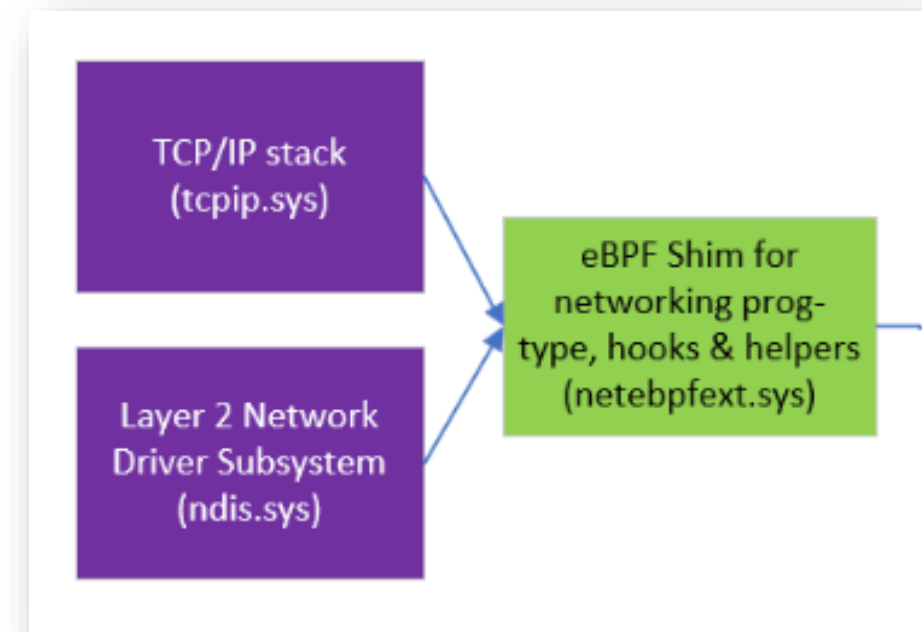 TCP/IP stack
(tcpip.sys)
eBPF Shim for
networking prog-
type, hooks & helpers
(netebpfext.sys)
Layer 2 Network
Driver Subsystem
(ndis.sys)